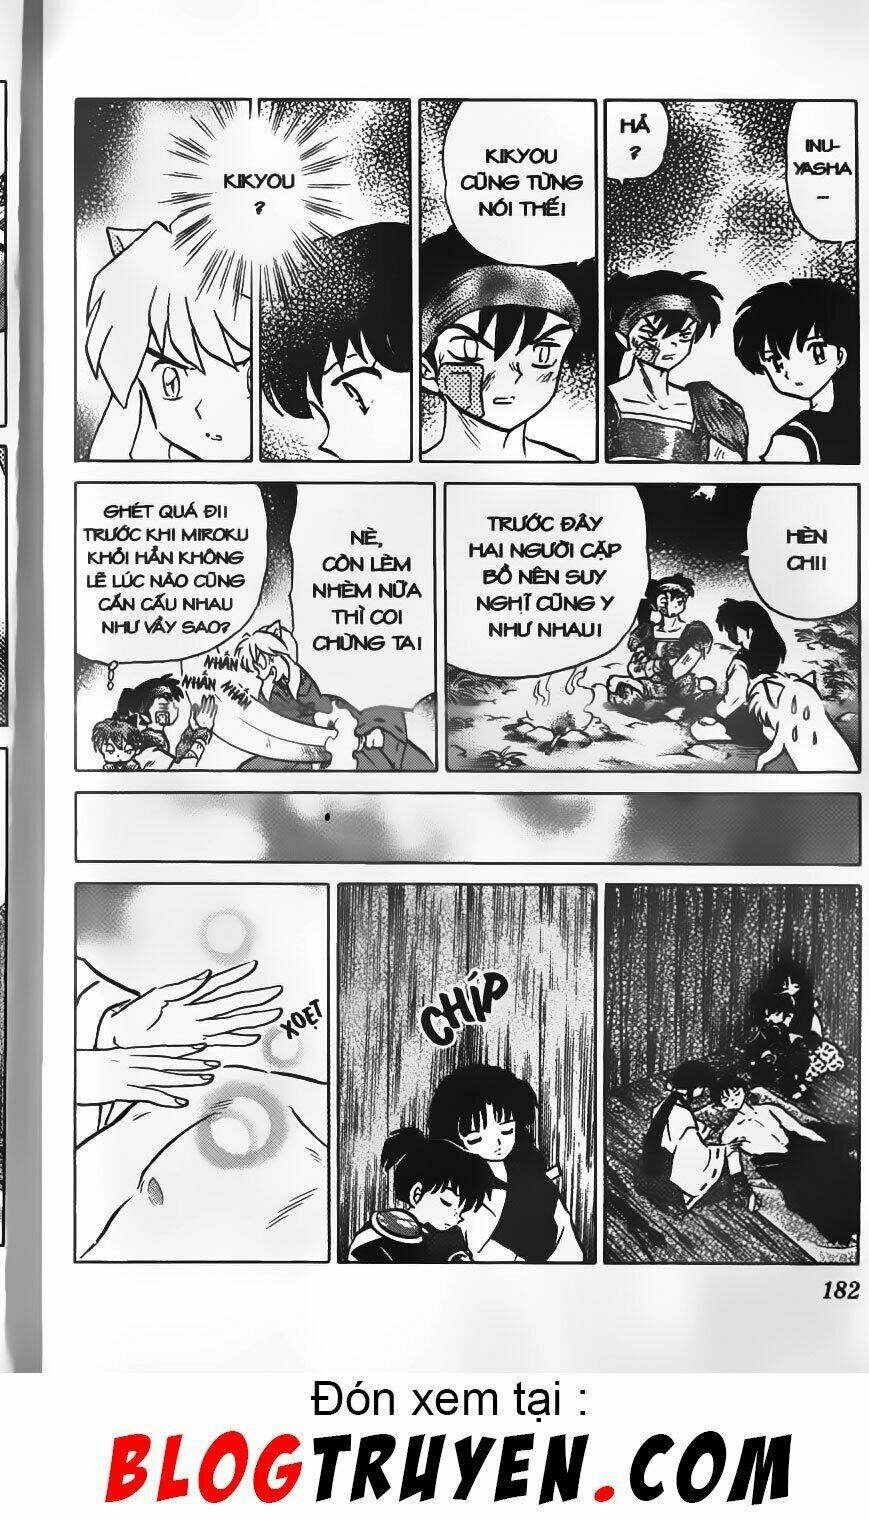 INU-
YASHA
...
HẢ
?
KIKYOU
CŨNG TỪNG
NÓI THẾ!
KIKYOU
?
HÈN
CHI!
TRƯỚC ĐÂY
HAI NGƯỜI CẶP
BỒ NÊN SUY
NGHĨ CŨNG Y
NHƯ NHAU!
NÈ,
CÒN LÈM
NHÈM NỮA
THÌ COI
CHỪNG TA!
GHÉT QUÁ ĐI!
TRƯỚC KHI MIROKU
KHỎI HẲN KHÔNG
LẼ LÚC NÀO CŨNG
CẮN CẤU NHAU
NHƯ VẦY SAO?
NHẤN
NHẤN
NHẤN
CHÍP
XOẸT
182
Đón xem tại :
BLOGTRUYEN.COM